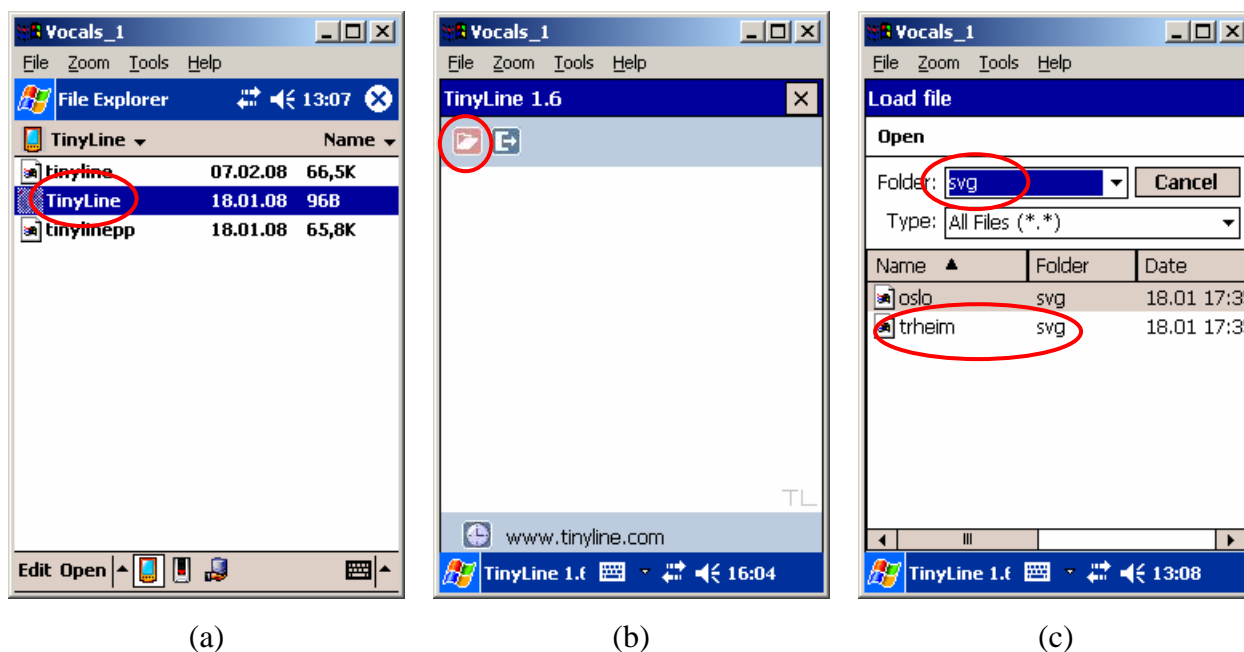 Vocals_1
File Zoom Tools Help
File Explorer 13:07
TinyLine Name
tinyline 07.02.08 66,5K
TinyLine 18.01.08 96B
tinylinepp 18.01.08 65,8K
Edit Open
(a)
Vocals_1
File Zoom Tools Help
TinyLine 1.6
TL
www.tinyline.com
TinyLine 1.6 16:04
(b)
Vocals_1
File Zoom Tools Help
Load file
Open
Folder: svg Cancel
Type: All Files (*.*)
Name Folder Date
oslo svg 18.01 17:3
trheim svg 18.01 17:3
TinyLine 1.6 13:08
(c)